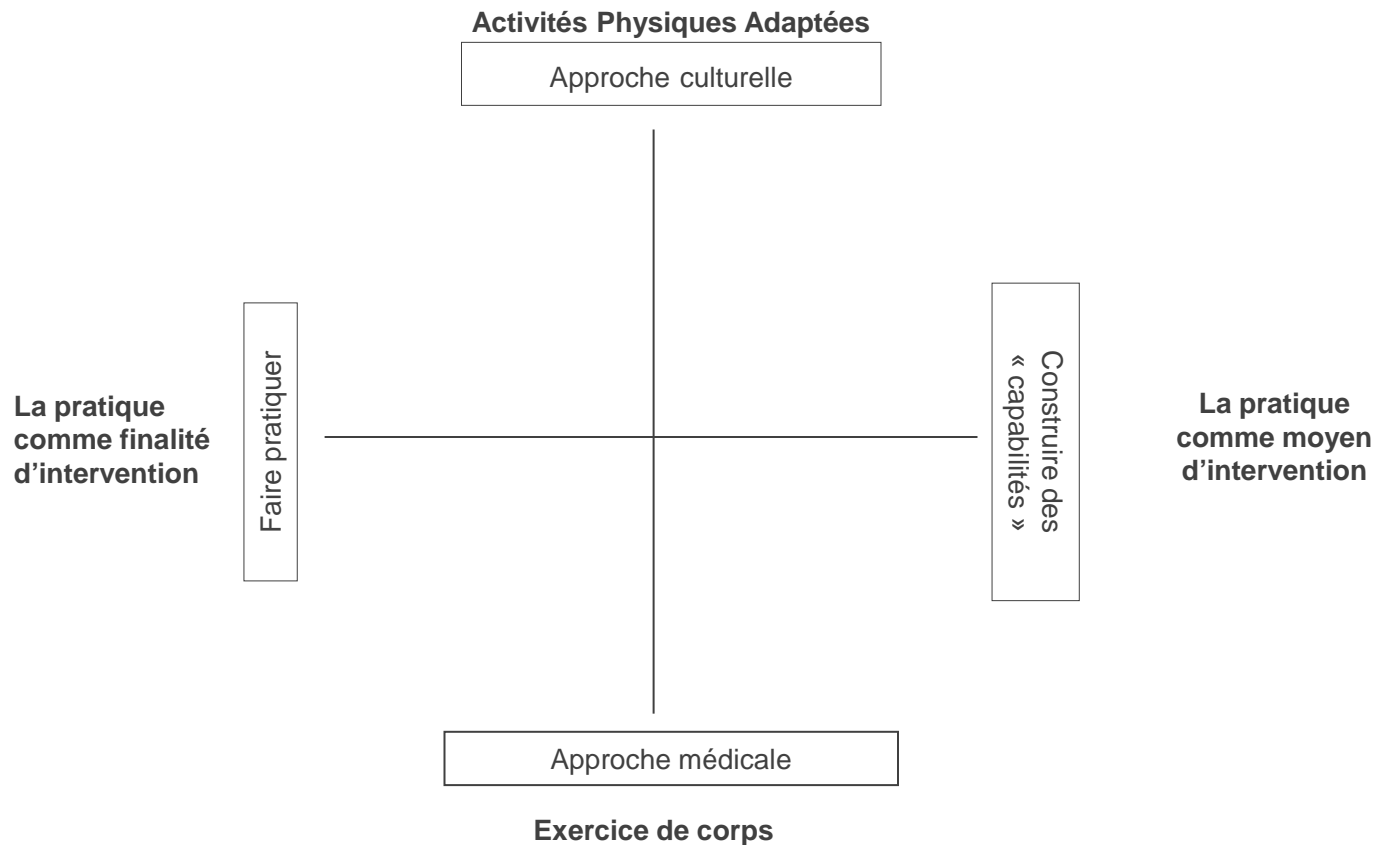 Activités Physiques Adaptées
Approche culturelle
La pratique
comme finalité
d’intervention
Faire pratiquer
Construire des
« capabilités »
La pratique
comme moyen
d’intervention
Approche médicale
Exercice de corps